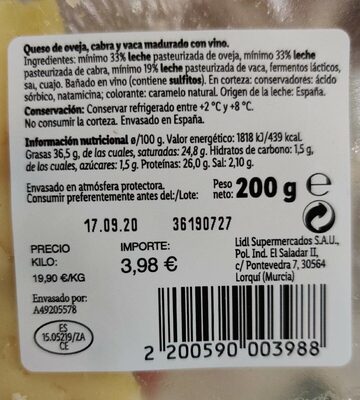 Queso de oveja, cabra y vaca madurado con vino.
Ingredientes: mínimo 33% leche pasteurizada de oveja, mínimo 33% leche
pasteurizada de cabra, mínimo 19% leche pasteurizada de vaca, fermentos lácticos,
sal, cuajo. Bañado en vino (contiene sulfitos). En corteza: conservadores: ácido
sórbico, natamicina; colorante: caramelo natural. Origen de la leche: España.
Conservación: Conservar refrigerado entre +2 °C y +8 °C.
No consumir la corteza. Envasado en España.
Información nutricional ø/100 g. Valor energético: 1818 kJ/439 kcal.
Grasas 36,5 g, de las cuales, saturadas: 24,8 g. Hidratos de carbono: 1,5 g,
de los cuales, azúcares: 1,5 g. Proteínas: 26,0 g. Sal: 2,10 g.
Envasado en atmósfera protectora.
Consumir preferentemente antes del:/Lote:
Peso neto: 200 g e
17.09.20 36190727
PRECIO KILO:
19,90 €/KG
IMPORTE:
3,98 €
Lidl Supermercados S.A.U.,
Pol. Ind. El Saladar II,
c/ Pontevedra 7, 30564
Lorquí (Murcia)
Envasado por:
A49205578
ES
15.05219/ZA
CE
2 200590 003988